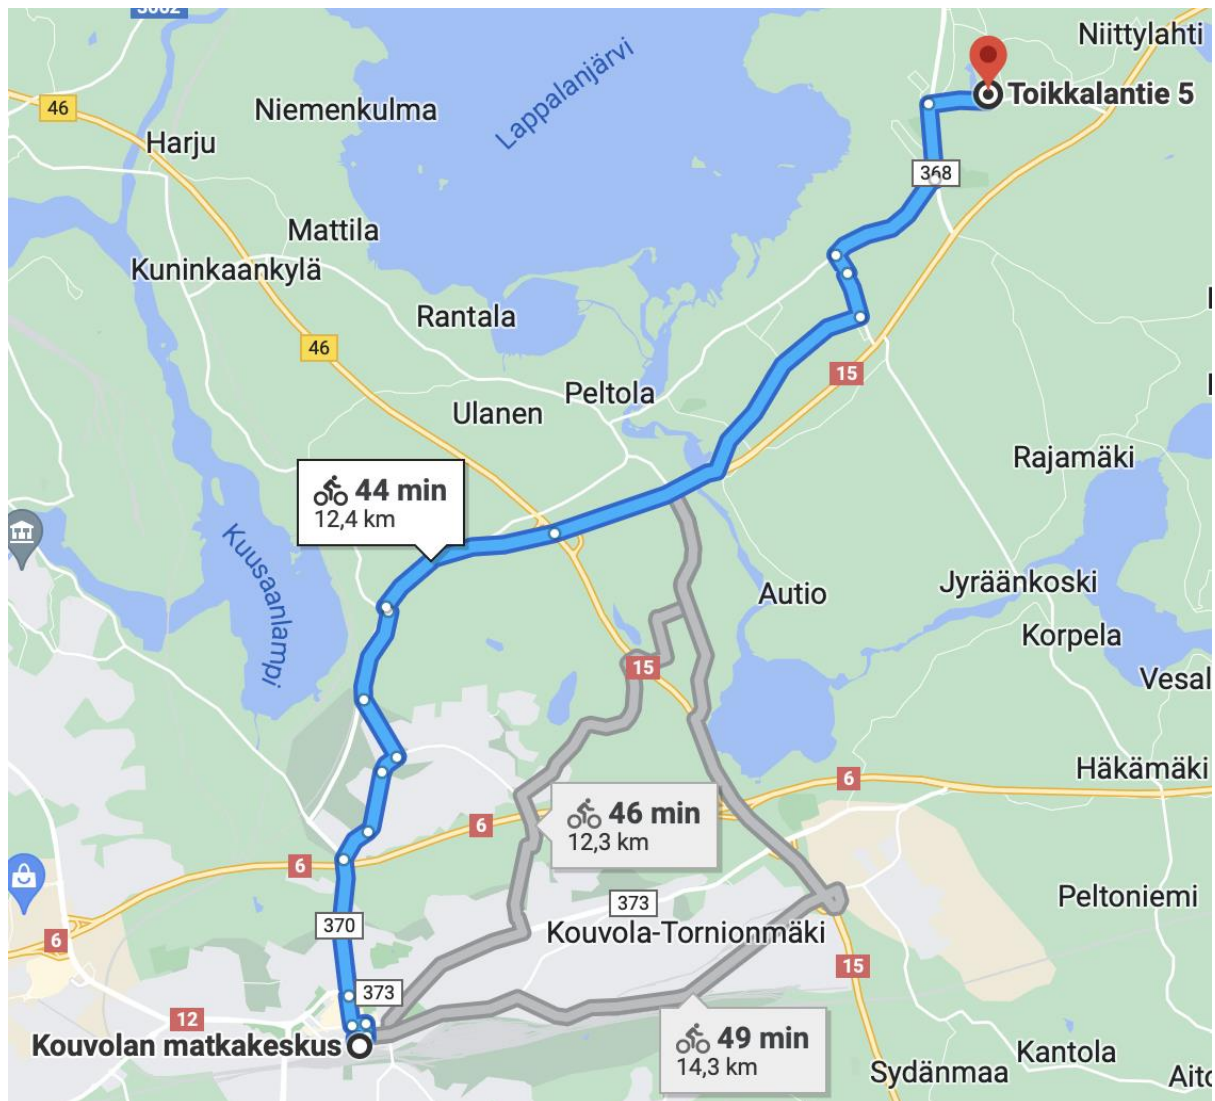 3662
Niittylahti
Toikkalantie 5
46
Niemenkulma
Lappalanjärvi
Harju
368
Mattila
Kuninkaankylä
Rantala
46
15
Peltola
Ulanen
Rajamäki
44 min
12,4 km
Kuusaanlampi
Autio
Jyräänkoski
Korpela
15
Vesal
Häkämäki
6
46 min
12,3 km
6
6
Peltoniemi
373
370
Kouvola-Tornionmäki
6
15
373
12
Kouvolan matkakeskus
49 min
14,3 km
Kantola
Sydänmaa
Aito